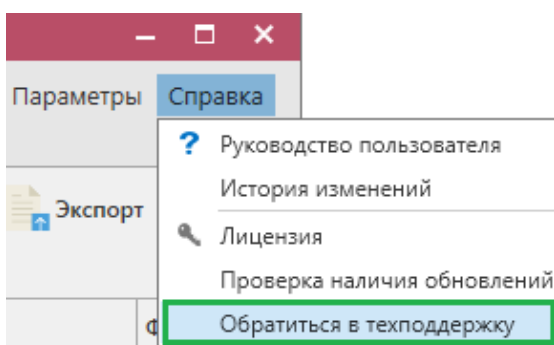 Параметры Справка
? Руководство пользователя
История изменений
Экспорт
Лицензия
Проверка наличия обновлений
Обратиться в техподдержку